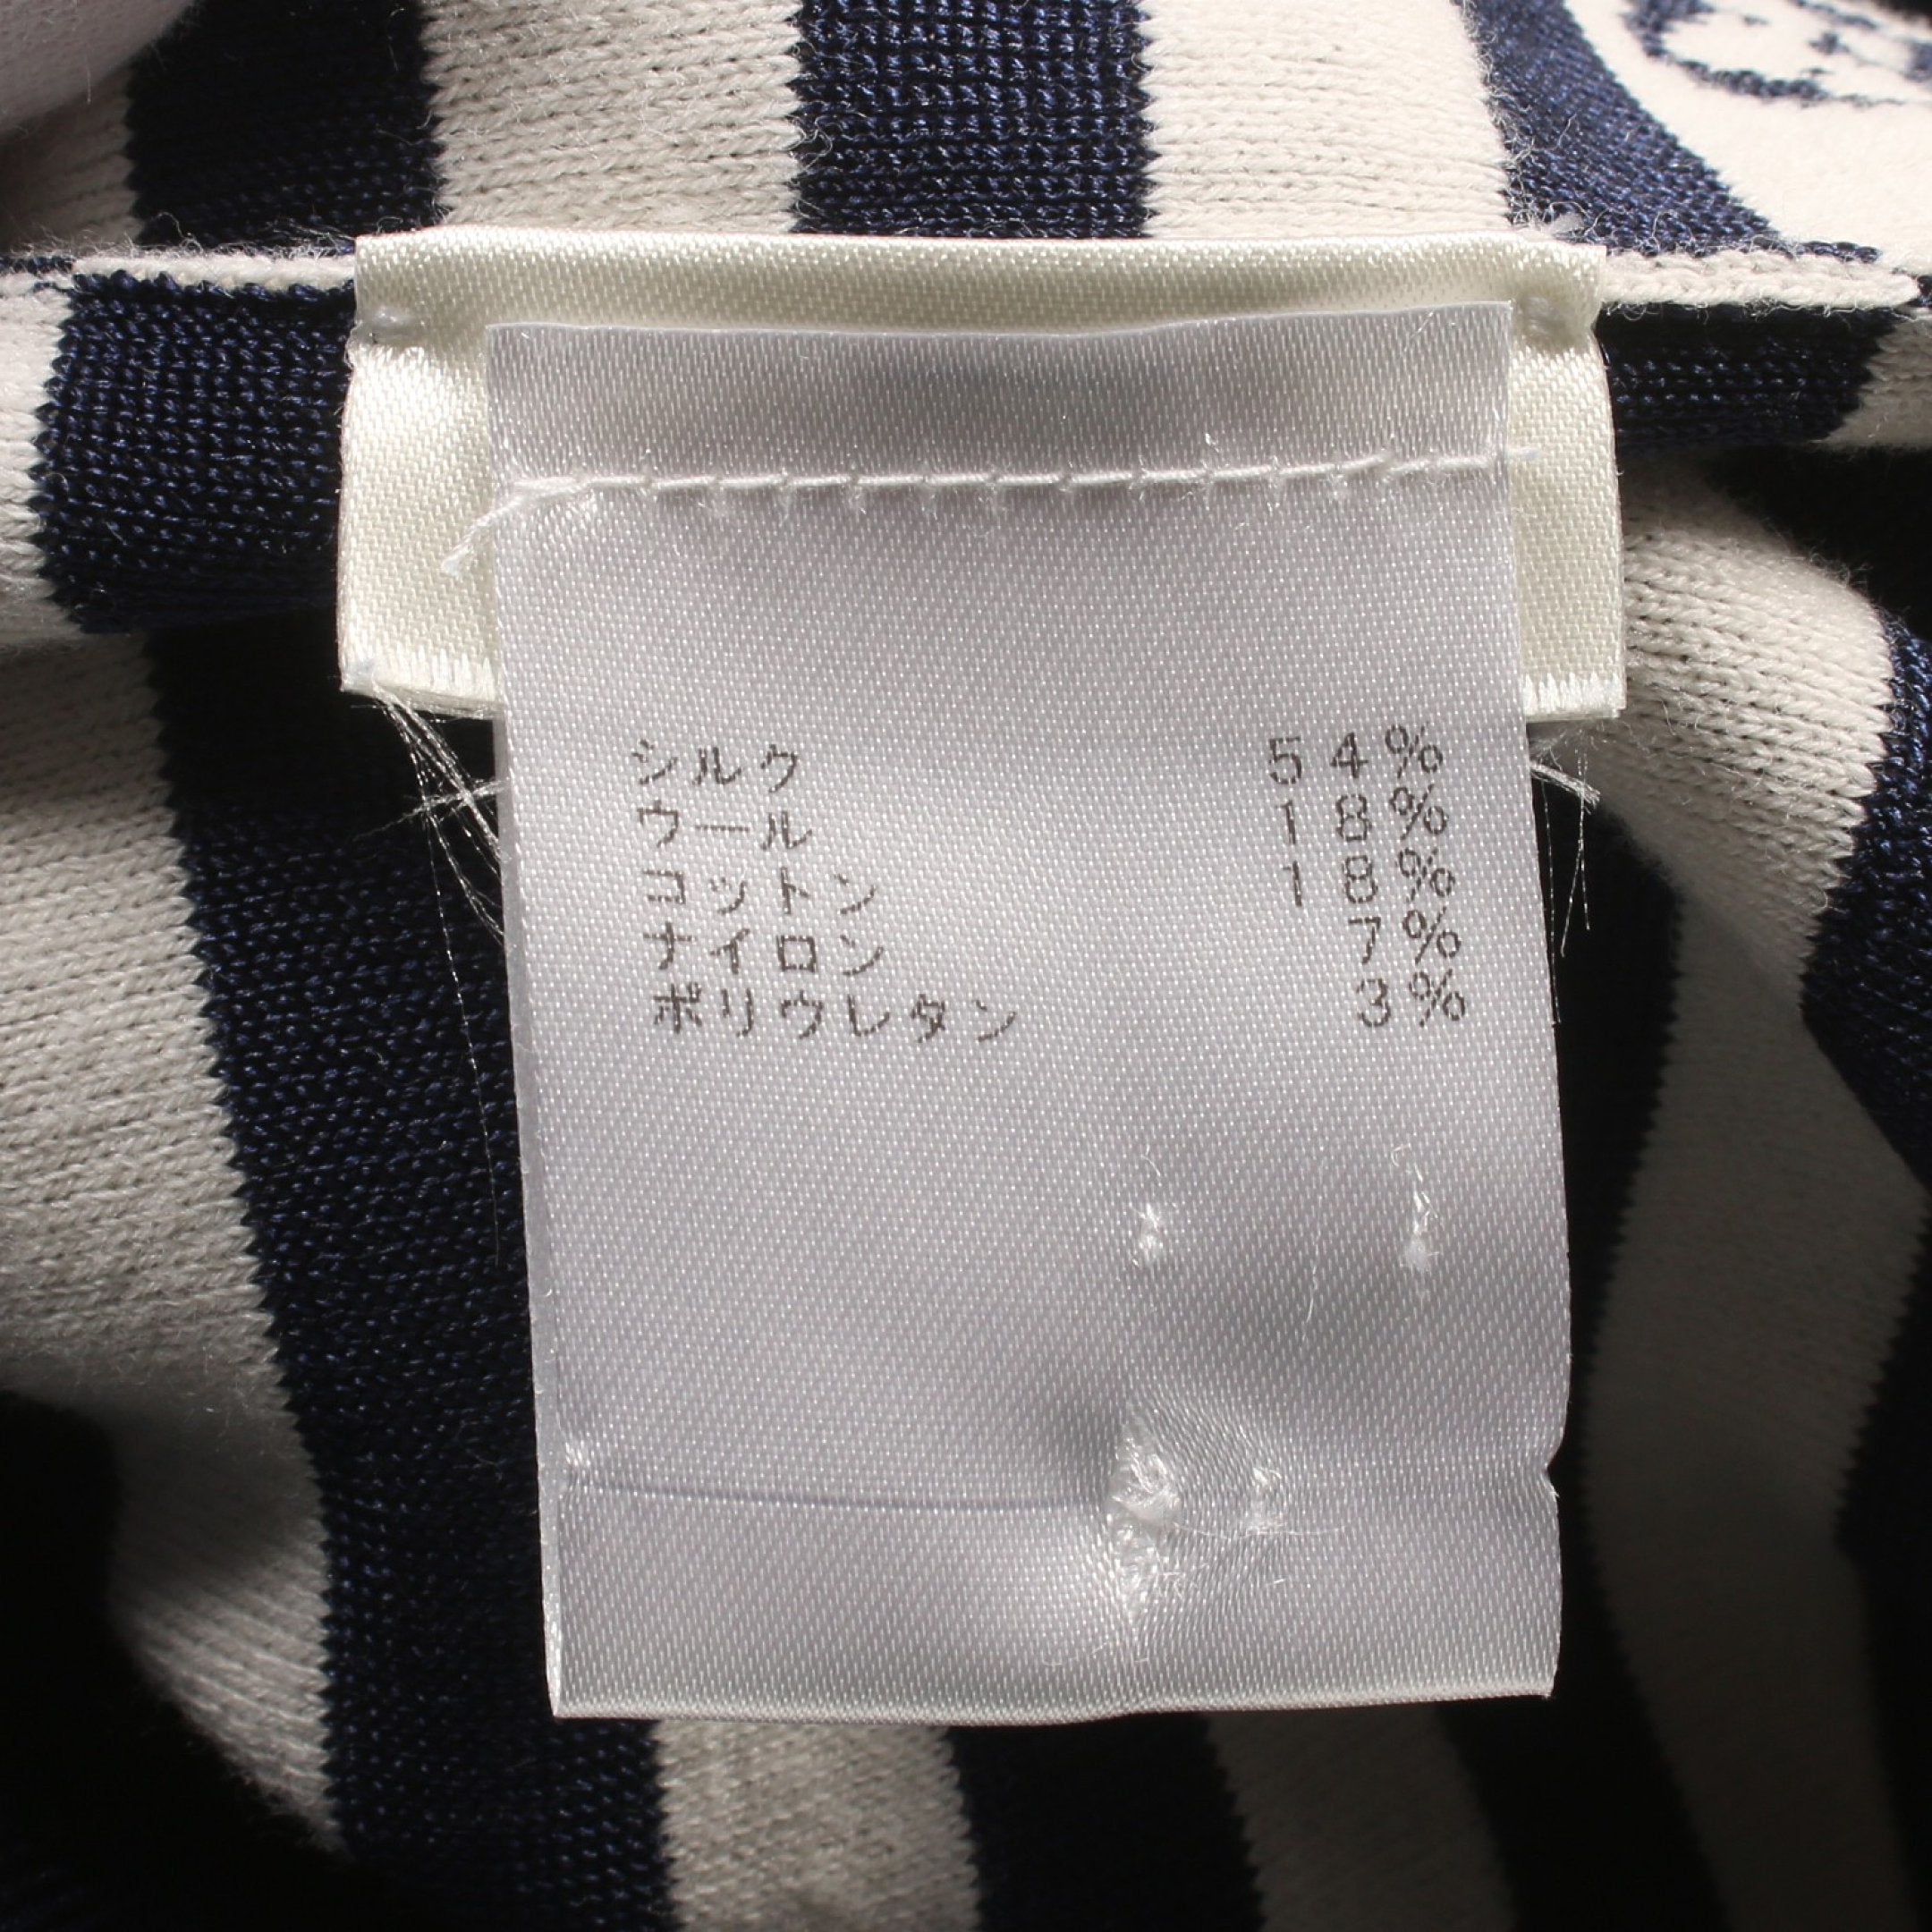 シルク 54%
ウール 18%
コットン 18%
ナイロン 7%
ポリウレタン 3%